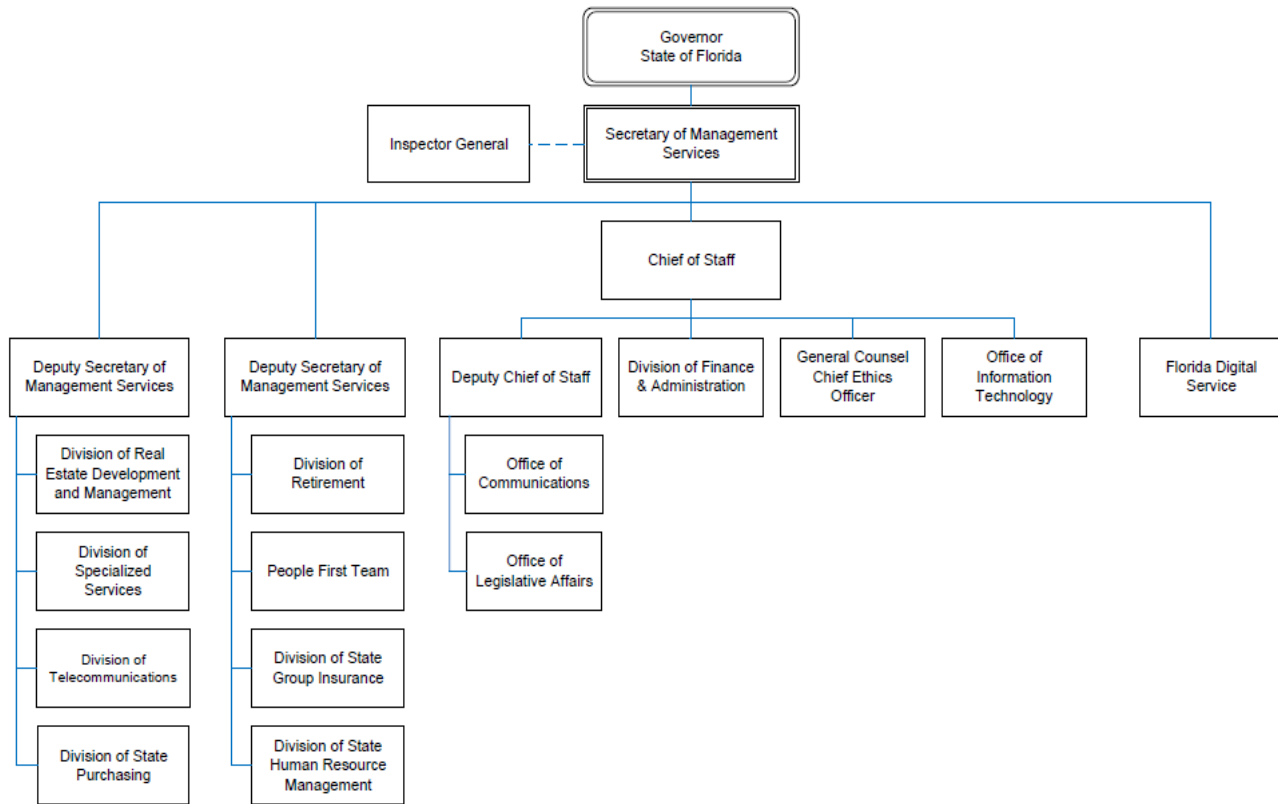 Governor
State of Florida
Inspector General
Secretary of Management
Services
Chief of Staff
Deputy Secretary of
Management Services
Deputy Secretary of
Management Services
Deputy Chief of Staff
Division of Finance
& Administration
General Counsel
Chief Ethics
Officer
Office of
Information
Technology
Florida Digital
Service
Division of Real
Estate Development
and Management
Division of
Retirement
Office of
Communications
Division of
Specialized
Services
People First Team
Office of
Legislative Affairs
Division of
Telecommunications
Division of State
Group Insurance
Division of State
Purchasing
Division of State
Human Resource
Management